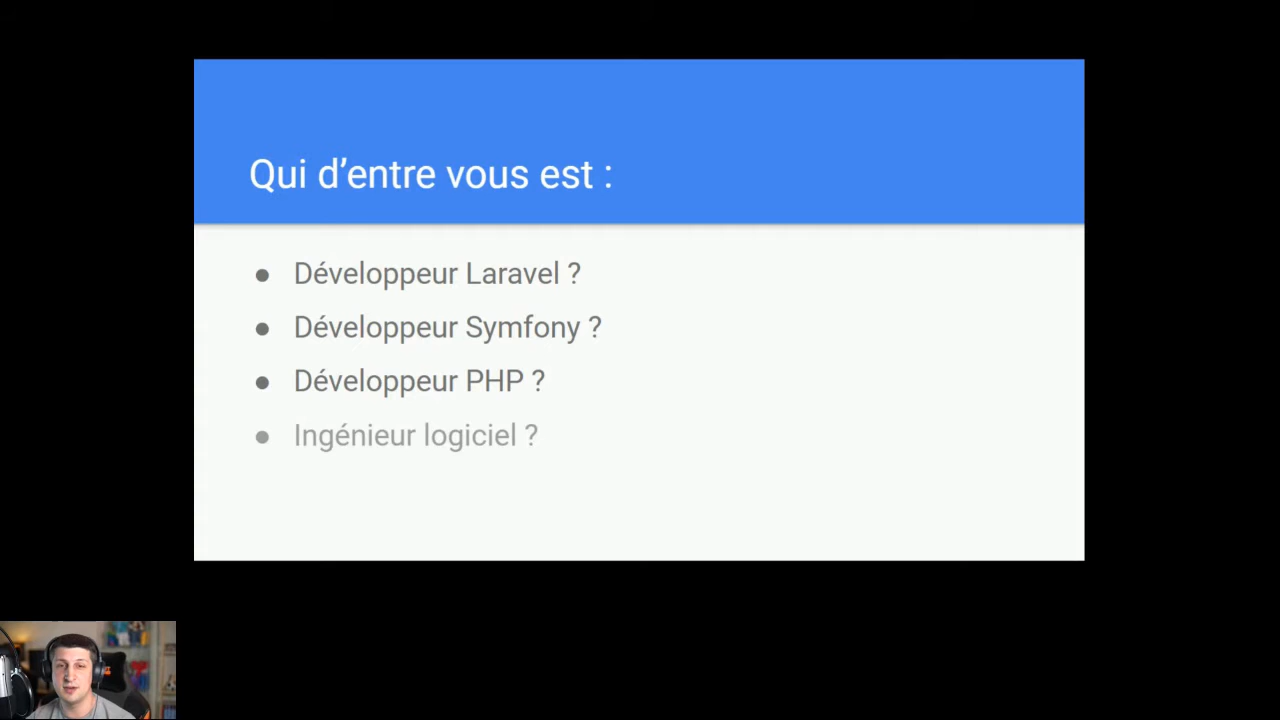 Qui d’entre vous est :
● Développeur Laravel ?
● Développeur Symfony ?
● Développeur PHP ?
● Ingénieur logiciel ?